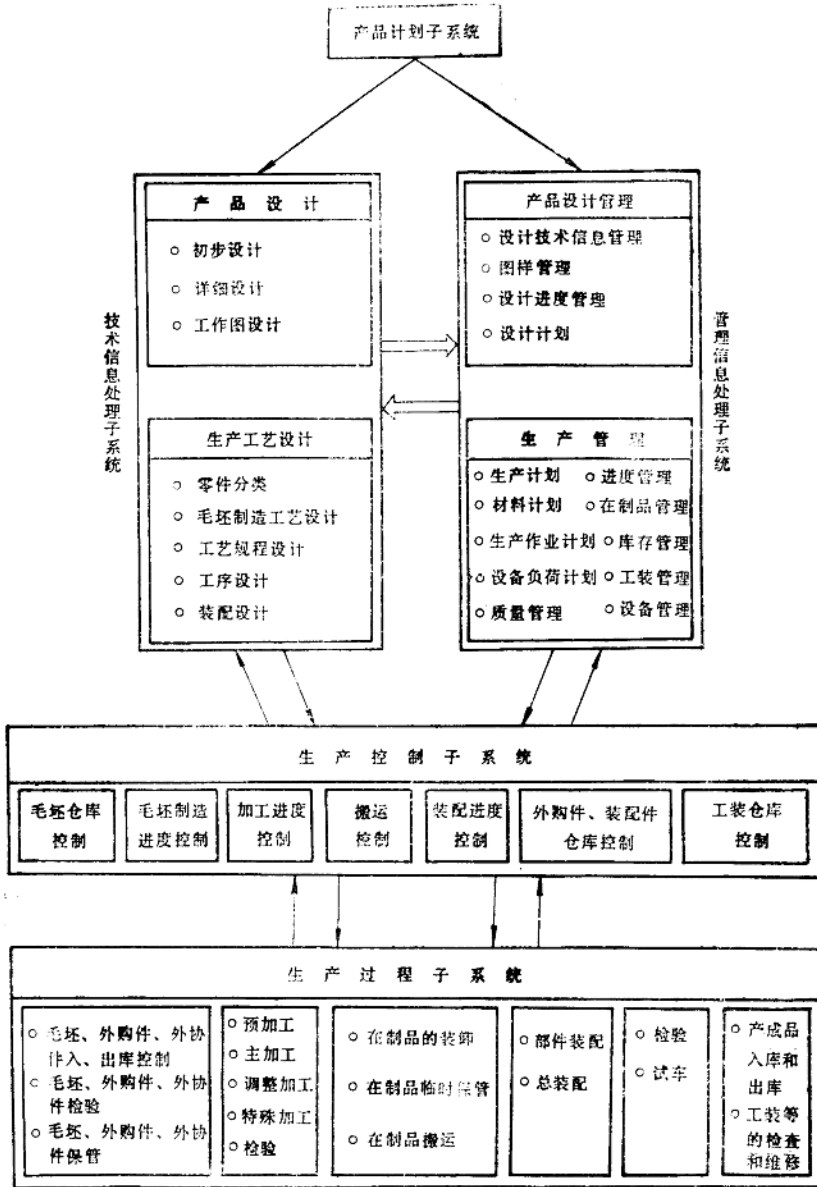 产品计划子系统
技术信息处理子系统
产品设计
初步设计
详细设计
工作图设计
生产工艺设计
零件分类
毛坯制造工艺设计
工艺规程设计
工序设计
装配设计
管理信息处理子系统
产品设计管理
设计技术信息管理
图样管理
设计进度管理
设计计划
生产管理
生产计划
进度管理
材料计划
在制品管理
生产作业计划
库存管理
设备负荷计划
工装管理
质量管理
设备管理
生产控制子系统
毛坯仓库
控制
毛坯制造
进度控制
加工进度
控制
搬运
控制
装配进度
控制
外购件、装配件
仓库控制
工装仓库
控制
生产过程子系统
毛坯、外购件、外协
件入、出库控制
毛坯、外购件、外协
件检验
毛坯、外购件、外协
件保管
预加工
主加工
调整加工
特殊加工
检验
在制品的装卸
在制品临时保管
在制品搬运
部件装配
总装配
检验
试车
产成品
入库和
出库
工装等
的检查
和维修